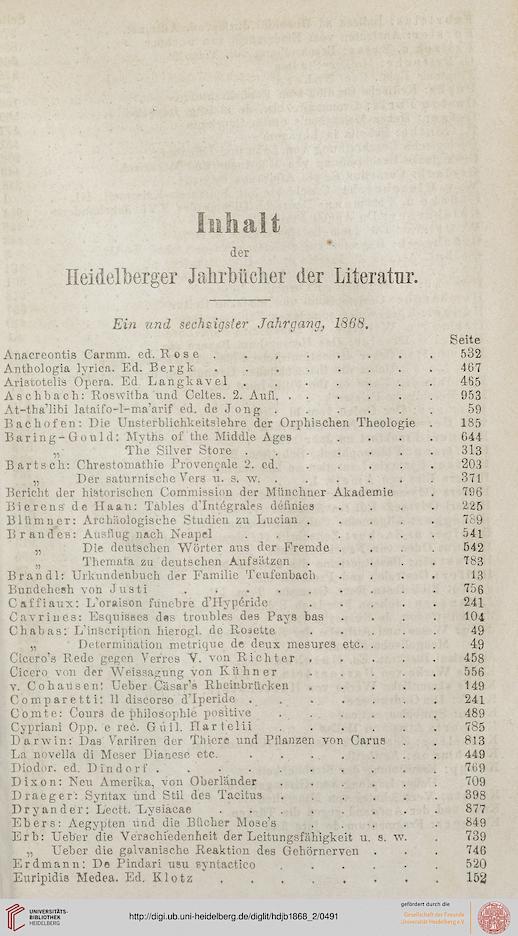 Inhalt
der
Heidelberger Jahrbücher der Literatur.
Ein und sechzigster Jahrgang, 1868.
Seite
Anacreontis Carmm. ed. Rose . . . . . . . . 532
Anthologia lyrica. Ed. Bergk . . . . . . . . 467
Aristotelis Opera. Ed Langkavel . . . . . . . 465
Aschbach: Roswitha und Celtes. 2. Aufl. . . . . . . 953
At-tha'libi lataifo-l-ma'arif ed. de Jong . . . . . . 59
Bachofen: Die Unsterblichkeitslehre der Orphischen Theologie . 185
Baring-Gould: Myths of the Middle Ages . . . . 644
„ The Silver Store . . . . . . . 313
Bartsch: Chrestomathie Provençale 2. ed. . . . . . 203
„ Der saturnische Vers u. s. w. . . . . . . 371
Bericht der historischen Commission der Münchner Akademie . 796
Bierens de Haan: Tables d'Intégrales définies . . . . 225
Blümner: Archäologische Studien zu Lucian . . . . . 789
Brandes: Ausflug nach Neapel . . . . . . . 541
„ Die deutschen Wörter aus der Fremde . . . . 542
„ Themata zu deutschen Aufsätzen . . . . . 783
Brandl: Urkundenbuch der Familie Teufenbach . . . . 13
Bundehesh von Justi . . . . . . . . 756
Caffiaux: L'oraison funebre d'Hypéride . . . . . 241
Cavrines: Esquisses des troubles des Pays bas . . . . 104
Chabas: L'inscription hierogl. de Rosette . . . . . 49
„ Determination metrique de deux mesures etc. . . . 49
Cicero's Rede gegen Verres V. von Richter . . . . . 458
Cicero von der Weissagung von Kühner . . . . . 556
v. Cohausen: Ueber Cäsar's Rheinbrücken . . . . . 149
Comparetti: Il discorso d'Iperide . . . . . . . 241
Comte: Cours de philosophie positive . . . . . . 489
Cypriani Opp. e rec. Guil. Hartelii . . . . . . 785
Darwin: Das Variiren der Thiere und Pflanzen von Carus . . 813
La novella di Meser Dianese etc. . . . . . . . 449
Diodor. ed. Dindorf . . . . . . . . . 769
Dixon: Neu Amerika, von Oberländer . . . . . . 709
Draeger: Syntax und Stil des Tacitus . . . . . . 398
Dryander: Lectt. Lysiacae . . . . . . . . 877
Ebers: Aegypten und die Bücher Mose's . . . . . 849
Erb: Ueber die Verschiedenheit der Leitungsfähigkeit u. s. w. . 739
„ Ueber die galvanische Reaktion des Gehörnerven . . . 746
Erdmann: De Pindari usu syntactico . . . . . . 520
Euripidis Medea. Ed. Klotz . . . . . . . . 152
UNIVERSITÄTS-
BIBLIOTHEK
HEIDELBERG
http://digi.ub.uni-heidelberg.de/diglit/hdjb1868_2/0491
gefördert durch die
Gesellschaft der Freunde
Universität Heidelberg e.V.